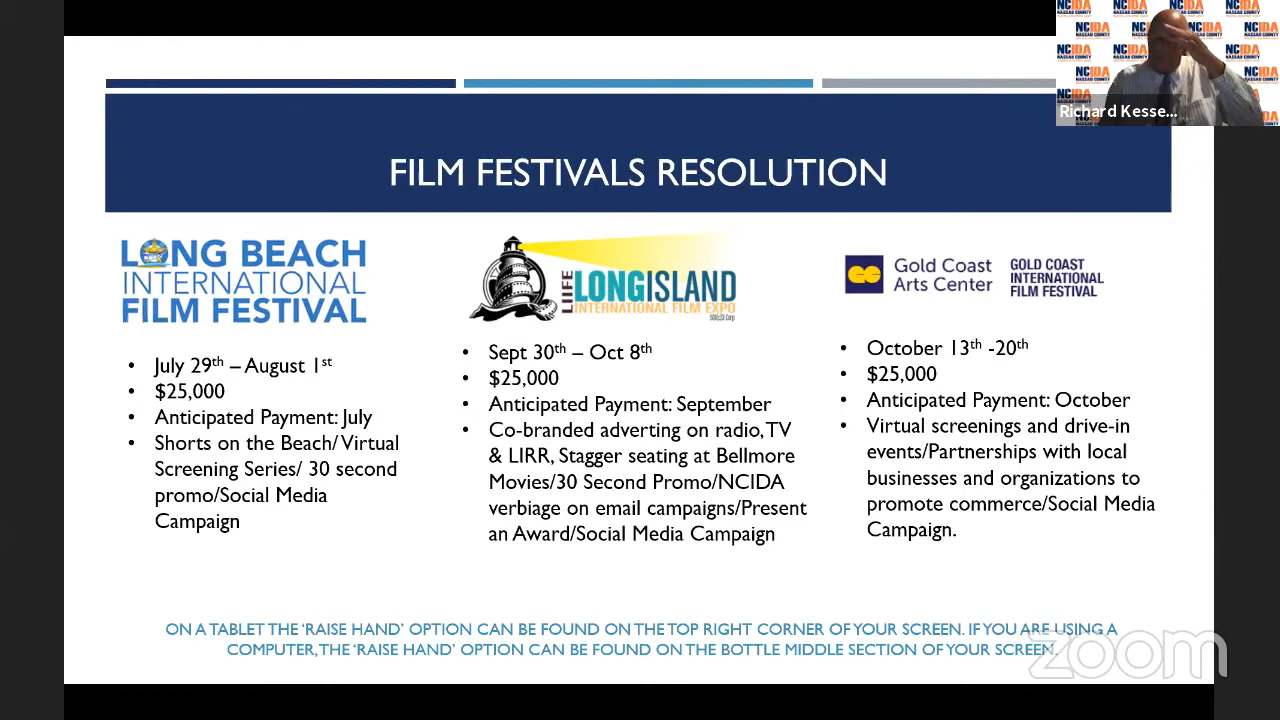 NCIDA
NASSAU COUNTY
Richard Kesse...
FILM FESTIVALS RESOLUTION
LONG BEACH
INTERNATIONAL
FILM FESTIVAL
• July 29th – August 1st
• $25,000
• Anticipated Payment: July
• Shorts on the Beach/ Virtual
Screening Series/ 30 second
promo/Social Media
Campaign
LIIFE
LONGISLAND
INTERNATIONAL FILM EXPO
• Sept 30th – Oct 8th
• $25,000
• Anticipated Payment: September
• Co-branded adverting on radio, TV
& LIRR, Stagger seating at Bellmore
Movies/30 Second Promo/NCIDA
verbiage on email campaigns/Present
an Award/Social Media Campaign
Gold Coast
Arts Center
GOLD COAST
INTERNATIONAL
FILM FESTIVAL
• October 13th -20th
• $25,000
• Anticipated Payment: October
• Virtual screenings and drive-in
events/Partnerships with local
businesses and organizations to
promote commerce/Social Media
Campaign.
ON A TABLET THE ‘RAISE HAND’ OPTION CAN BE FOUND ON THE TOP RIGHT CORNER OF YOUR SCREEN. IF YOU ARE USING A
COMPUTER, THE ‘RAISE HAND’ OPTION CAN BE FOUND ON THE BOTTLE MIDDLE SECTION OF YOUR SCREEN.
zoom